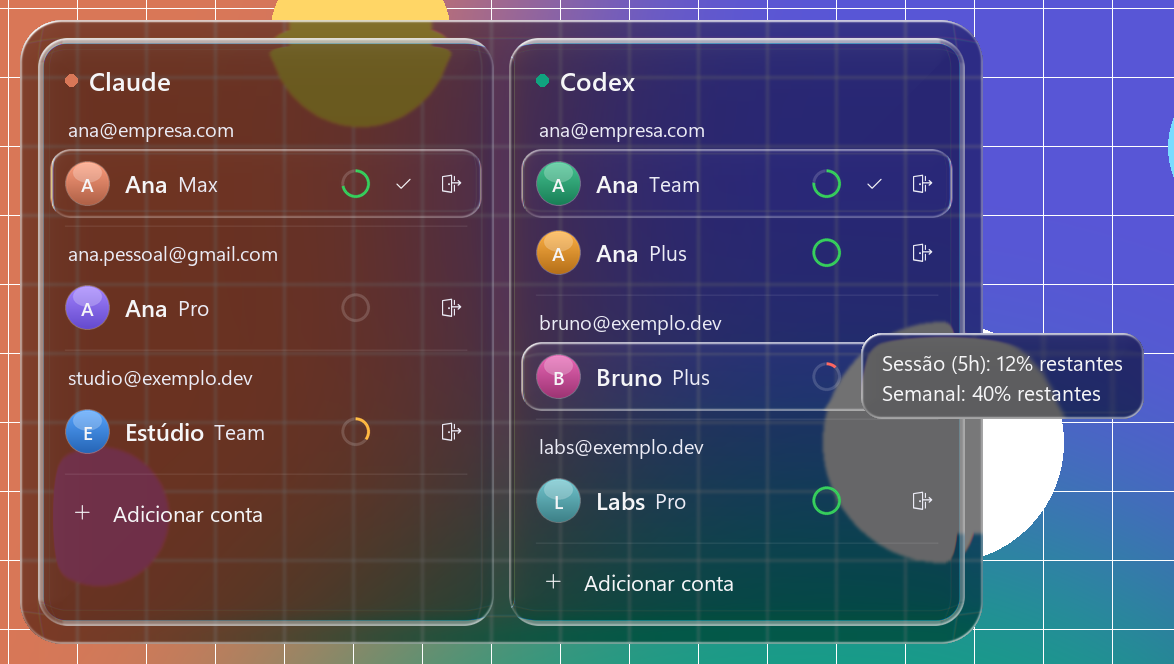 Claude
ana@empresa.com
A Ana Max
ana.pessoal@gmail.com
A Ana Pro
studio@exemplo.dev
E Estúdio Team
+ Adicionar conta
Codex
ana@empresa.com
A Ana Team
A Ana Plus
bruno@exemplo.dev
B Bruno Plus
Sessão (5h): 12% restantes
Semanal: 40% restantes
labs@exemplo.dev
L Labs Pro
+ Adicionar conta